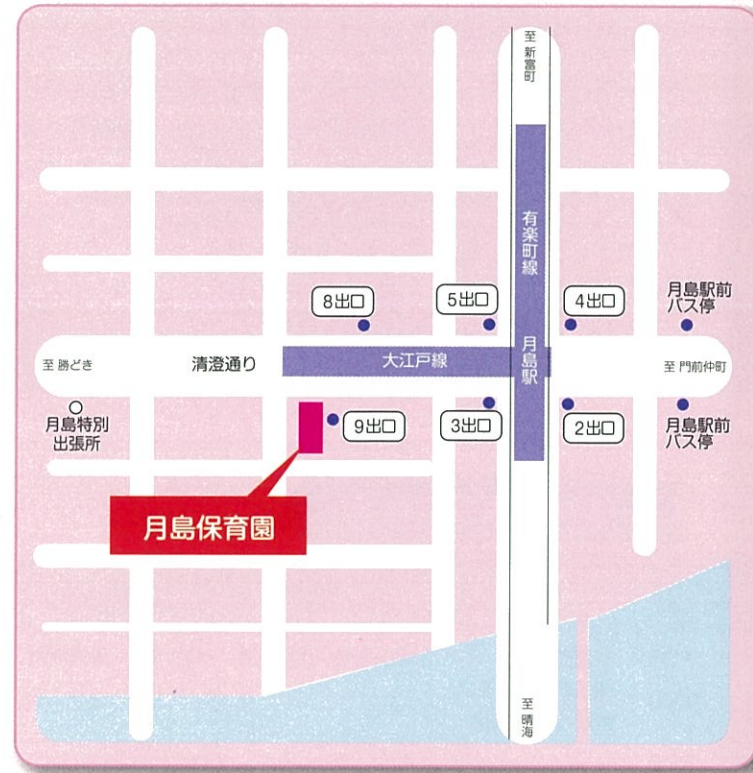 至 新富町
有楽町線
月島駅
8出口
5出口
4出口
月島駅前
バス停
至 勝どき
清澄通り
大江戸線
至 門前仲町
月島特別
出張所
9出口
3出口
2出口
月島駅前
バス停
月島保育園
至 晴海